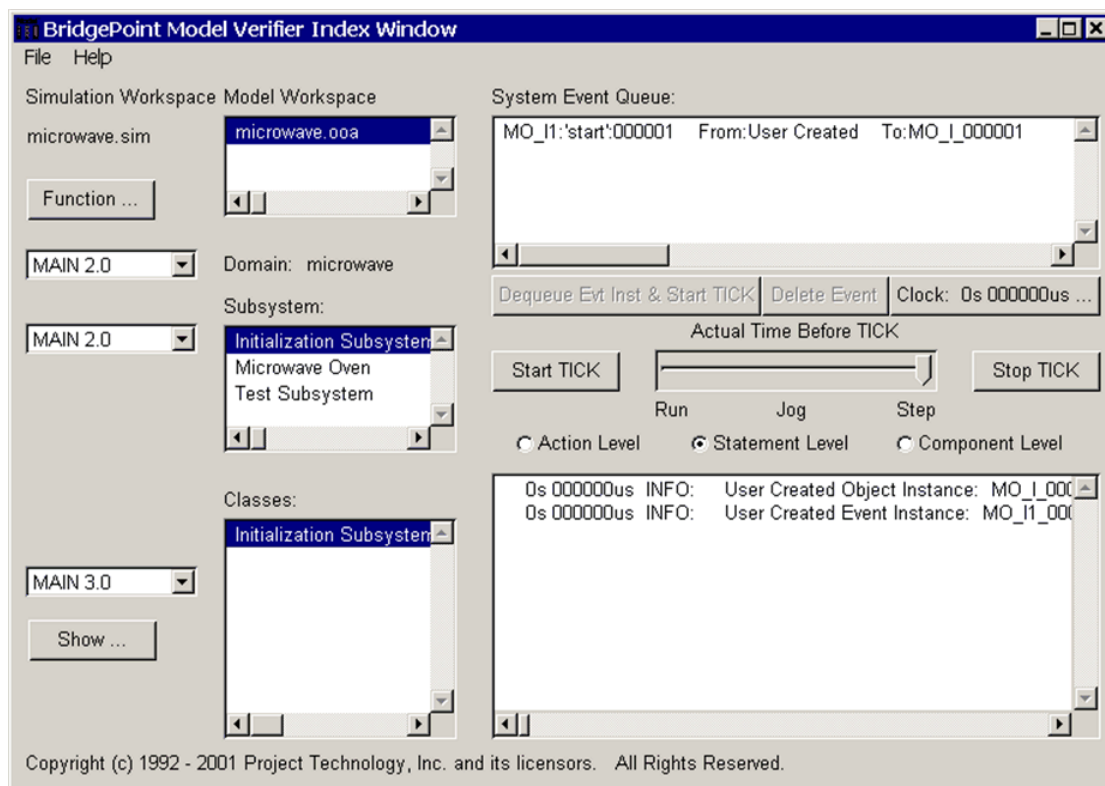 BridgePoint Model Verifier Index Window
File Help
Simulation Workspace Model Workspace System Event Queue:
microwave.sim
microwave.ooa
MO_I1:'start':000001 From:User Created To:MO_I_000001
Function ...
MAIN 2.0
Domain: microwave
Dequeue Evt Inst & Start TICK Delete Event Clock: 0s 000000us ...
Subsystem:
MAIN 2.0
Initialization Subsystem
Microwave Oven
Test Subsystem
Actual Time Before TICK
Start TICK Stop TICK
Run Jog Step
Action Level Statement Level Component Level
Classes:
Initialization Subsystem
0s 000000us INFO: User Created Object Instance: MO_I_000
0s 000000us INFO: User Created Event Instance: MO_I1_000
MAIN 3.0
Show ...
Copyright (c) 1992 - 2001 Project Technology, Inc. and its licensors. All Rights Reserved.